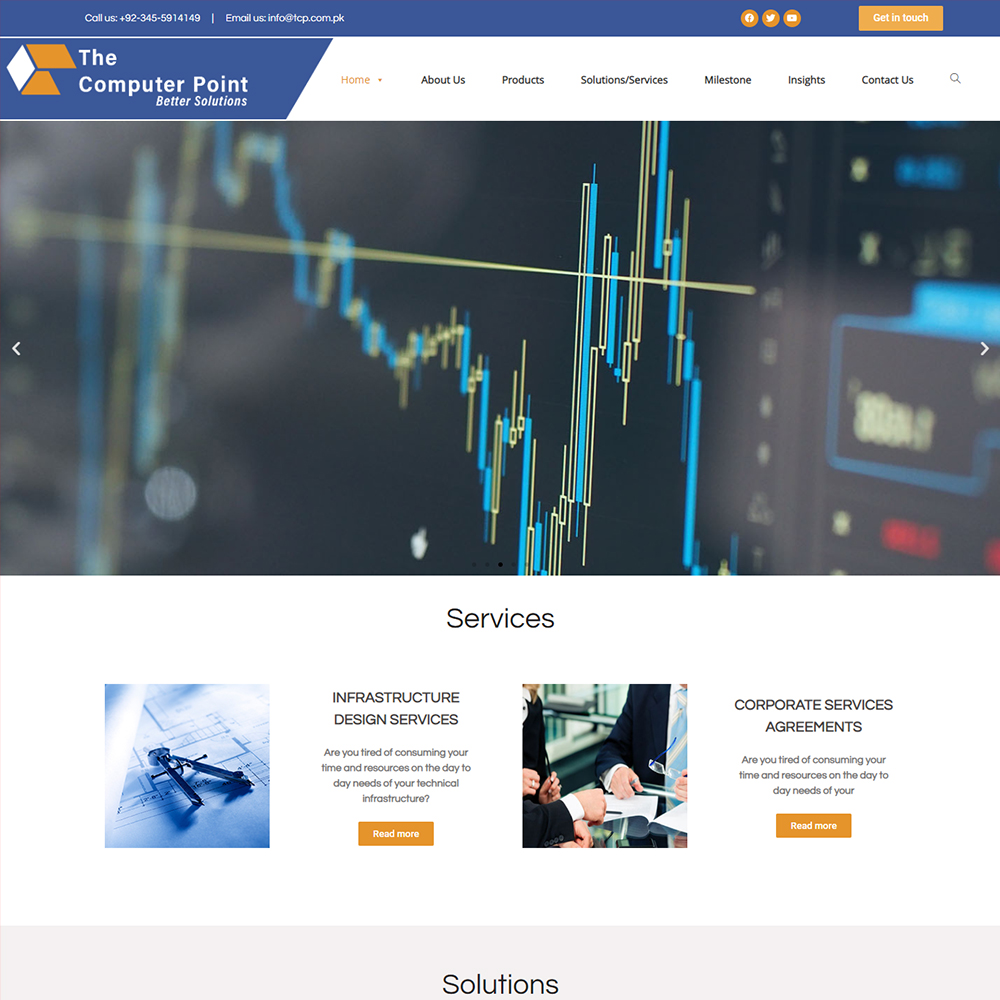 Call us: +92-345-5914149 | Email us: info@tcp.com.pk
Get in touch
The
Computer Point
Better Solutions
Home
About Us
Products
Solutions/Services
Milestone
Insights
Contact Us
Services
INFRASTRUCTURE
DESIGN SERVICES
Are you tired of consuming your
time and resources on the day to
day needs of your technical
infrastructure?
Read more
CORPORATE SERVICES
AGREEMENTS
Are you tired of consuming your
time and resources on the day to
day needs of your
Read more
Solutions